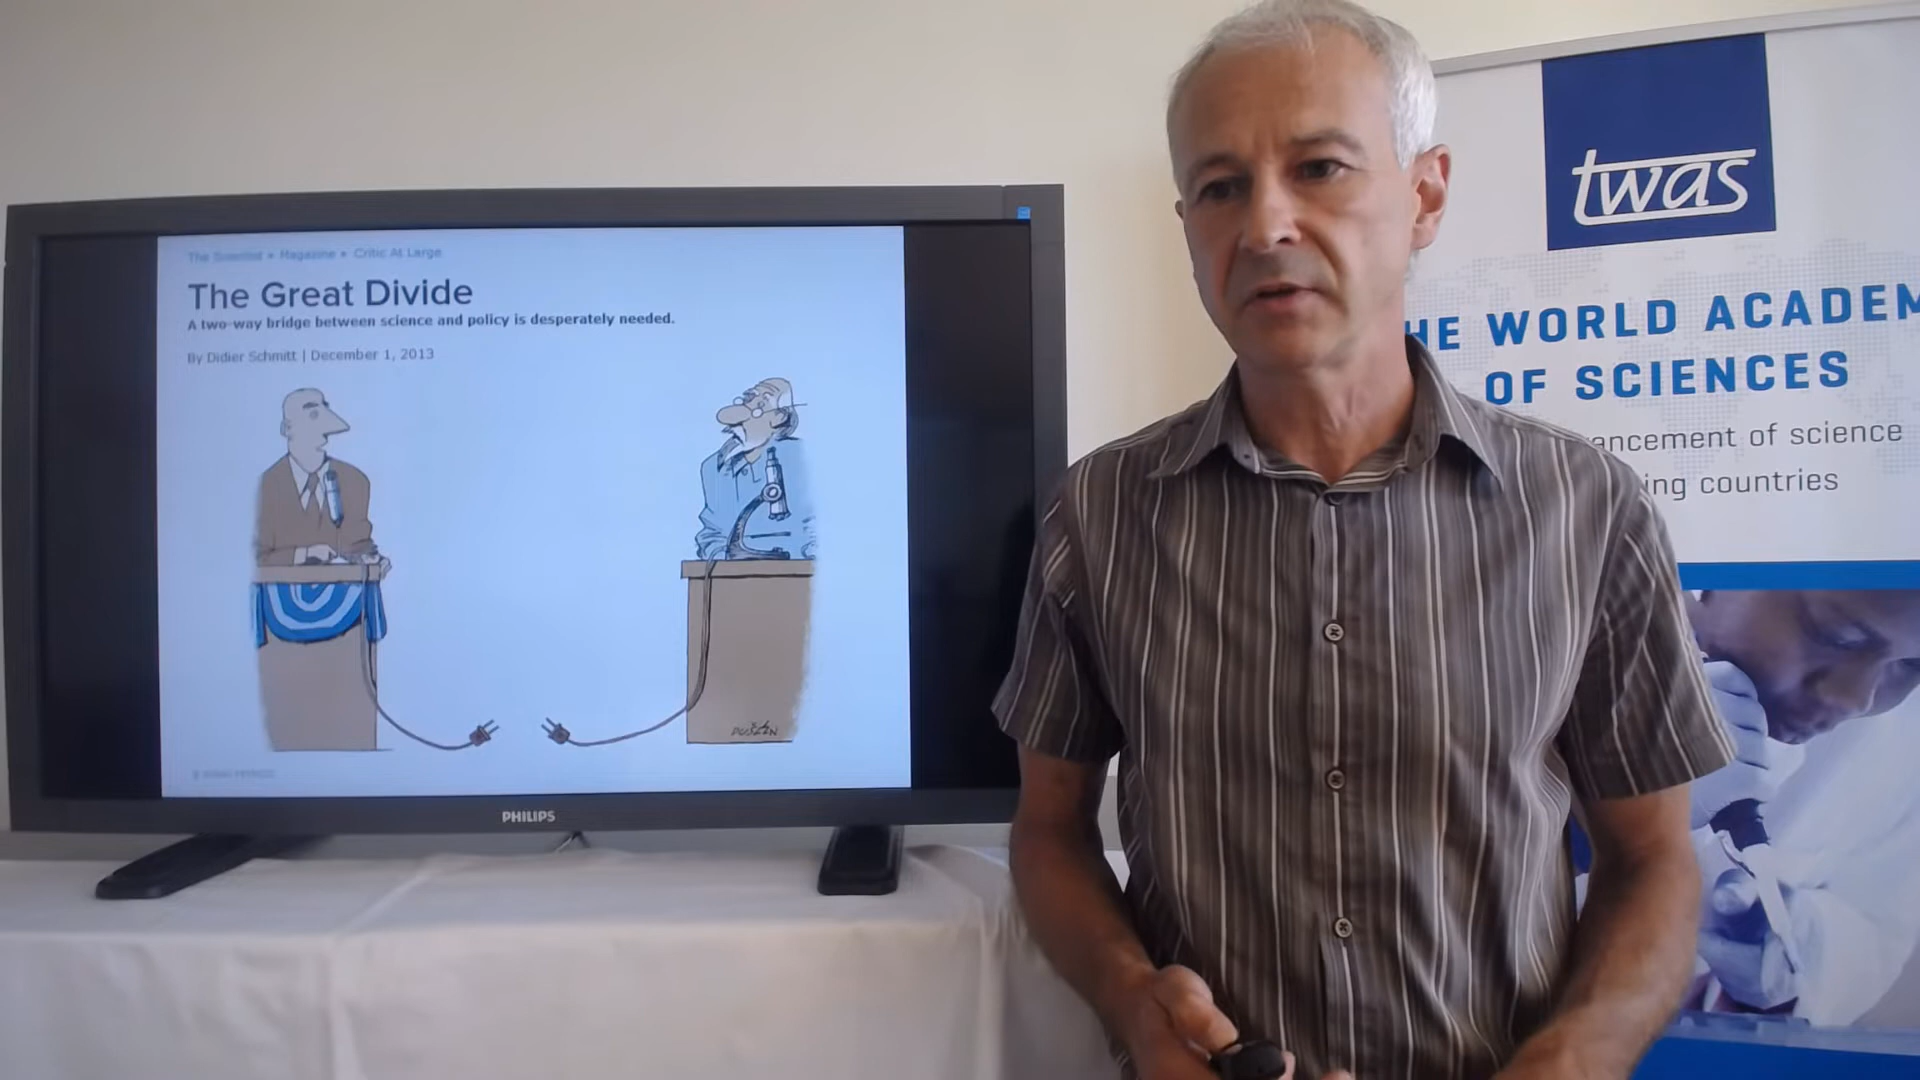 The Scientist » Magazine » Critic At Large
The Great Divide
A two-way bridge between science and policy is desperately needed.
By Didier Schmitt | December 1, 2013
PHILIPS
twas
HE WORLD ACADEM
OF SCIENCES
ancement of science
ing countries